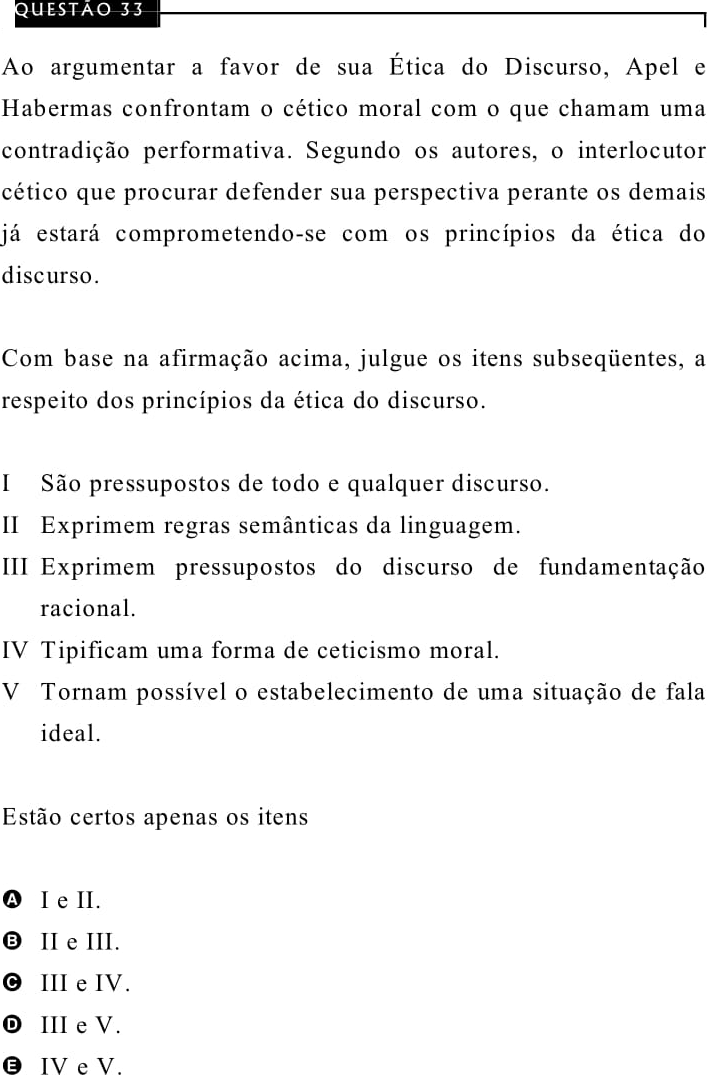 QUESTÃO 33
Ao argumentar a favor de sua Ética do Discurso, Apel e
Habermas confrontam o cético moral com o que chamam uma
contradição performativa. Segundo os autores, o interlocutor
cético que procurar defender sua perspectiva perante os demais
já estará comprometendo-se com os princípios da ética do
discurso.
Com base na afirmação acima, julgue os itens subseqüentes, a
respeito dos princípios da ética do discurso.
I São pressupostos de todo e qualquer discurso.
II Exprimem regras semânticas da linguagem.
III Exprimem pressupostos do discurso de fundamentação
racional.
IV Tipificam uma forma de ceticismo moral.
V Tornam possível o estabelecimento de uma situação de fala
ideal.
Estão certos apenas os itens
A I e II.
B II e III.
C III e IV.
D III e V.
E IV e V.